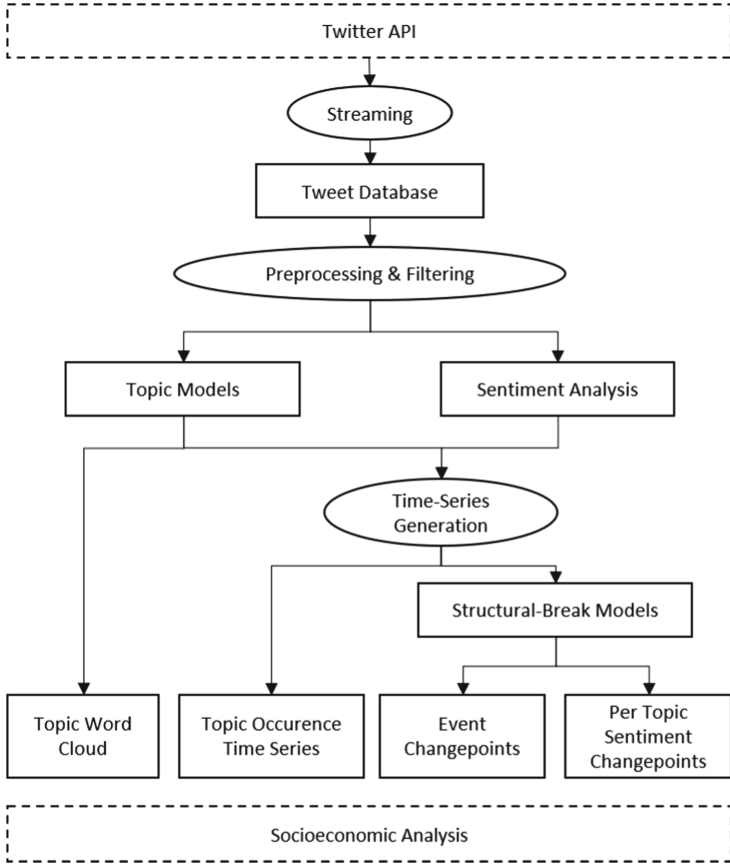 Twitter API
Streaming
Tweet Database
Preprocessing & Filtering
Topic Models
Sentiment Analysis
Time-Series
Generation
Structural-Break Models
Topic Word
Cloud
Topic Occurence
Time Series
Event
Changepoints
Per Topic
Sentiment
Changepoints
Socioeconomic Analysis